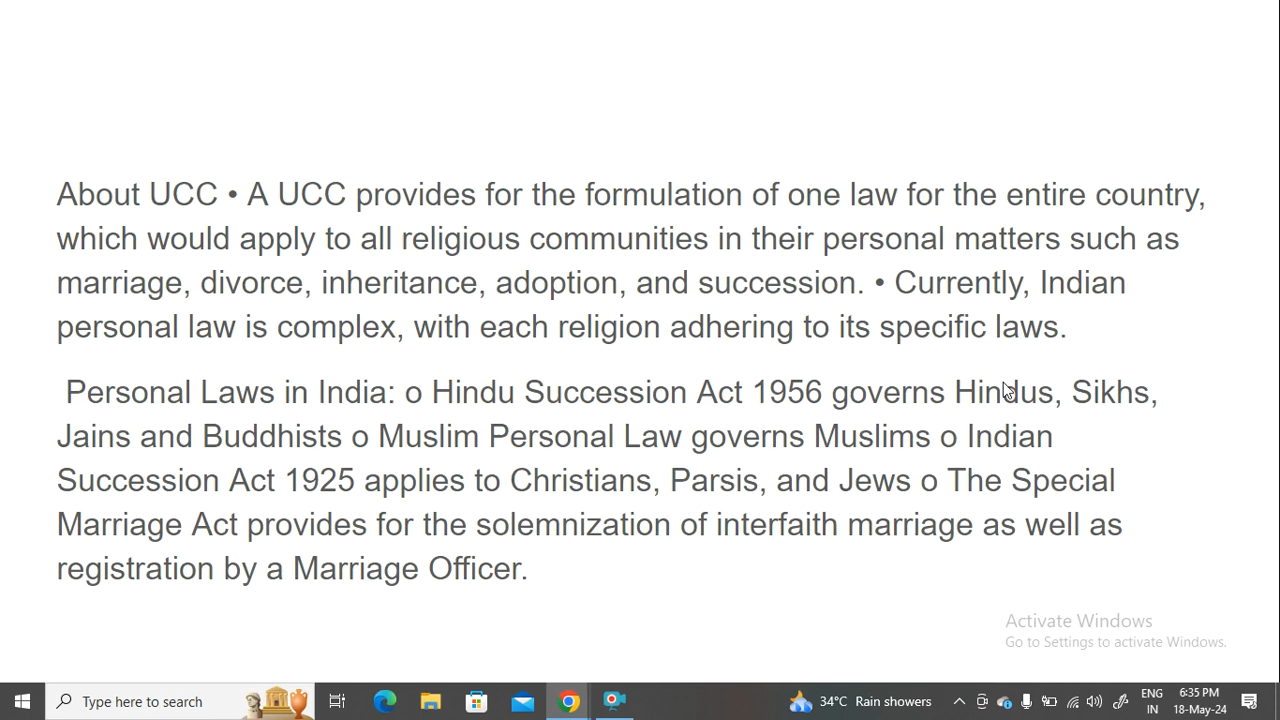 About UCC • A UCC provides for the formulation of one law for the entire country,
which would apply to all religious communities in their personal matters such as
marriage, divorce, inheritance, adoption, and succession. • Currently, Indian
personal law is complex, with each religion adhering to its specific laws.
Personal Laws in India: o Hindu Succession Act 1956 governs Hindus, Sikhs,
Jains and Buddhists o Muslim Personal Law governs Muslims o Indian
Succession Act 1925 applies to Christians, Parsis, and Jews o The Special
Marriage Act provides for the solemnization of interfaith marriage as well as
registration by a Marriage Officer.
Activate Windows
Go to Settings to activate Windows.
Type here to search
34°C Rain showers
ENG
IN
6:35 PM
18-May-24